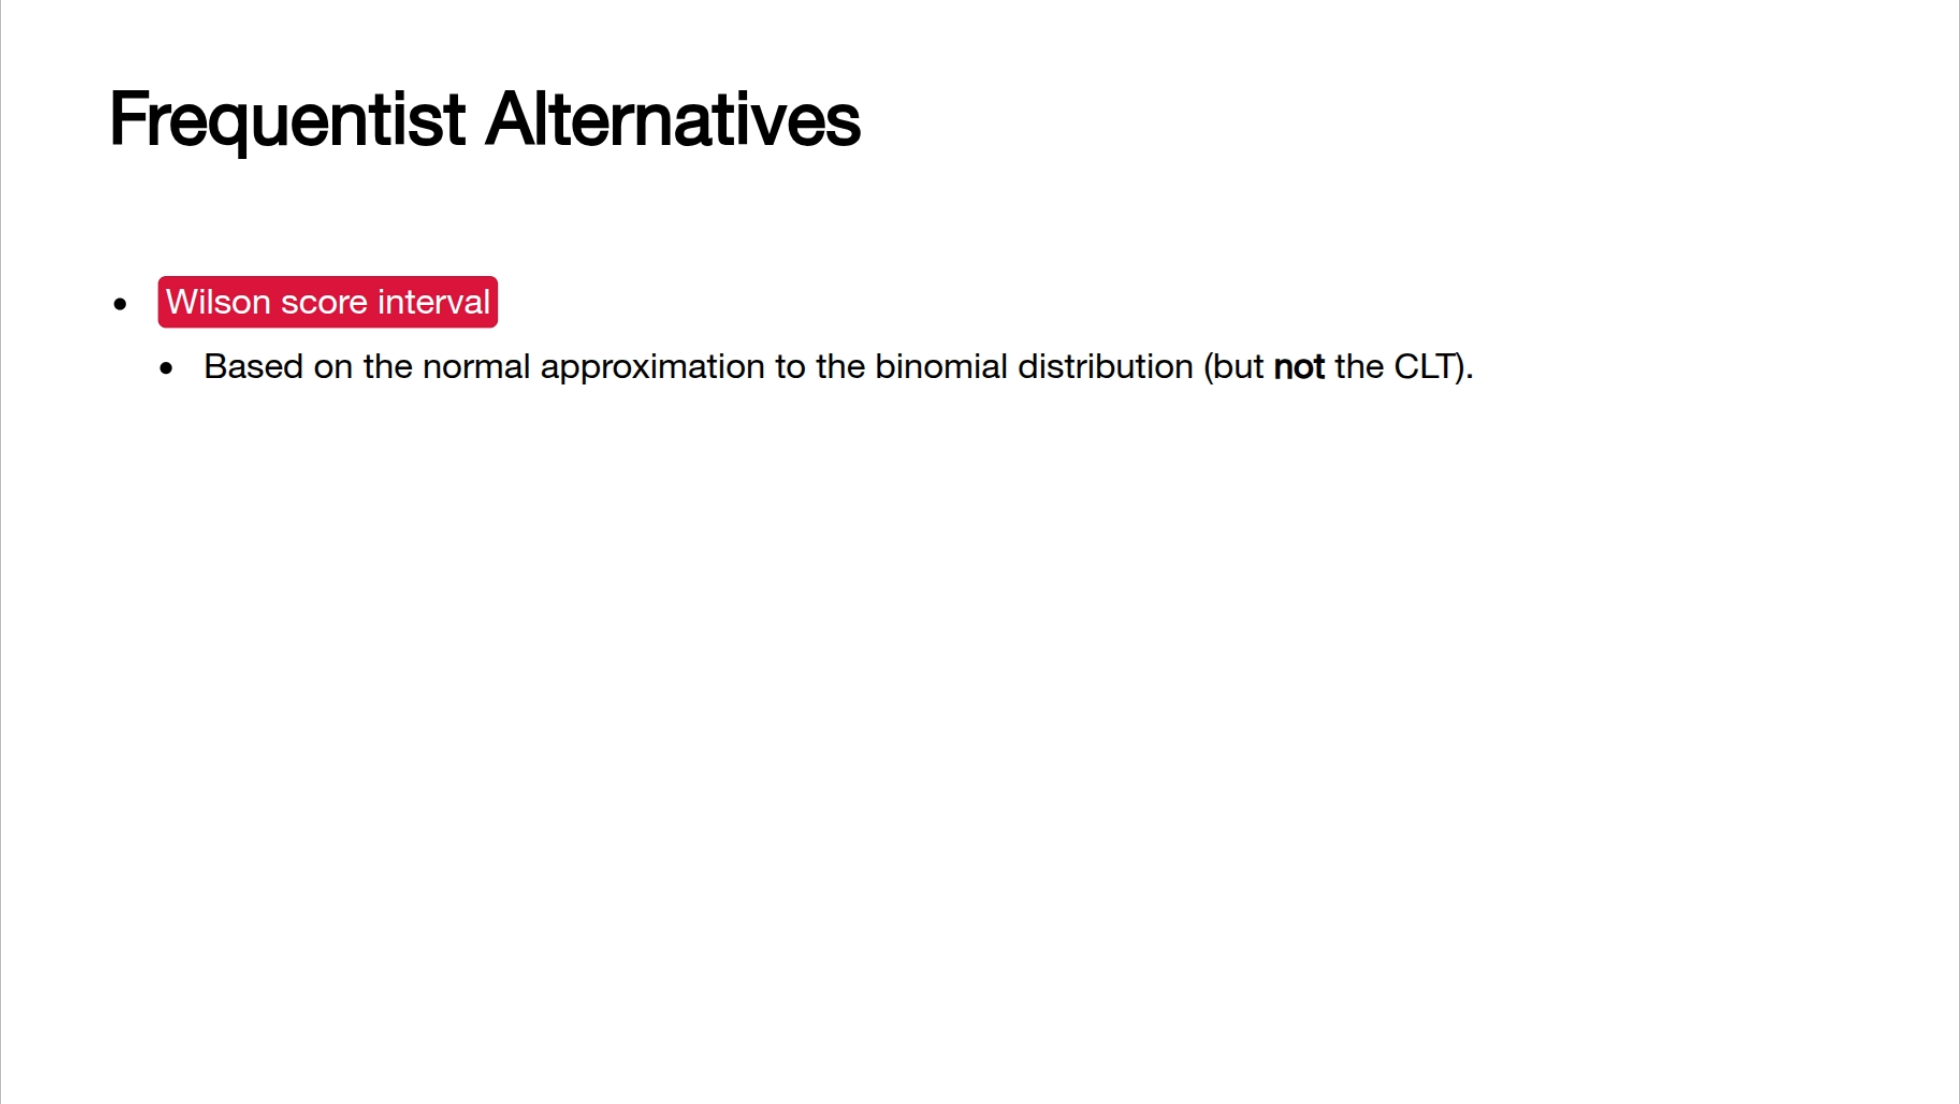 Frequentist Alternatives
• Wilson score interval
• Based on the normal approximation to the binomial distribution (but not the CLT).